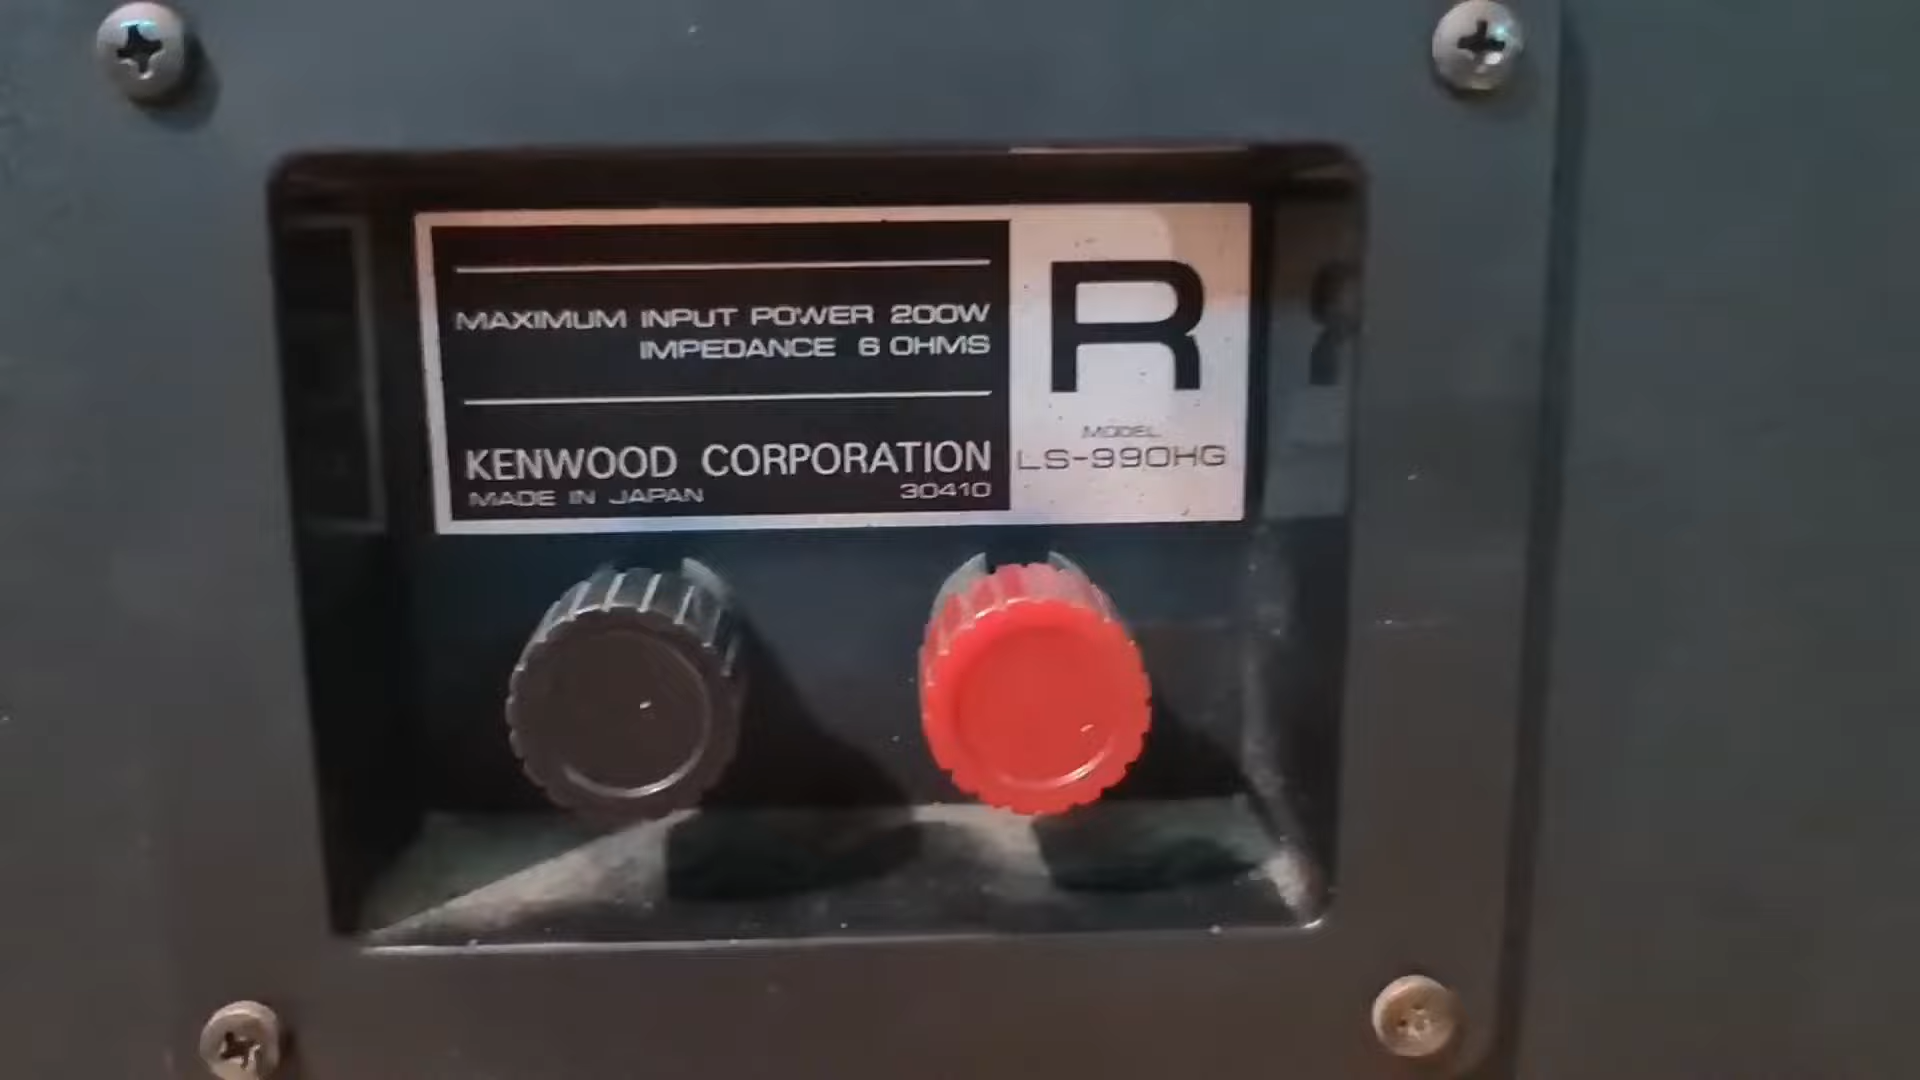 MAXIMUM INPUT POWER 200W
IMPEDANCE 6 OHMS
KENWOOD CORPORATION
MADE IN JAPAN 30410
R
MODEL
LS-990HG